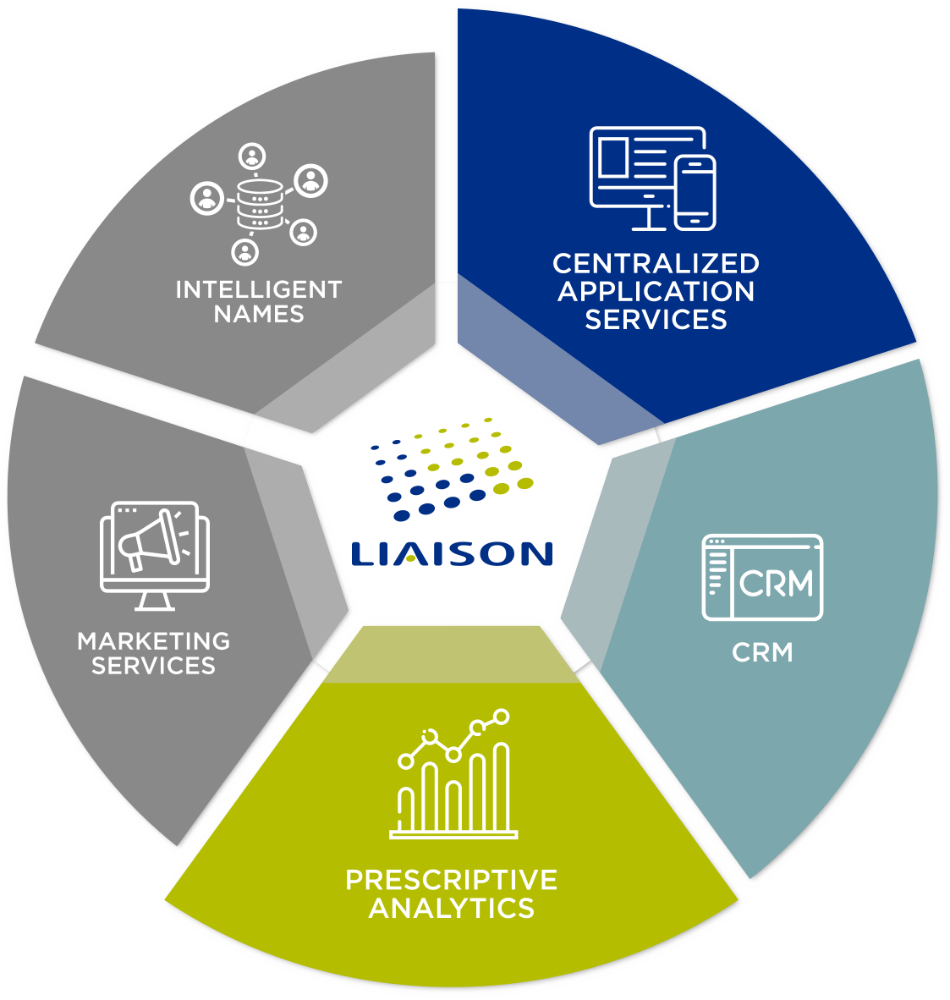 CENTRALIZED
APPLICATION
SERVICES
INTELLIGENT
NAMES
LIAISON
CRM
CRM
MARKETING
SERVICES
PRESCRIPTIVE
ANALYTICS